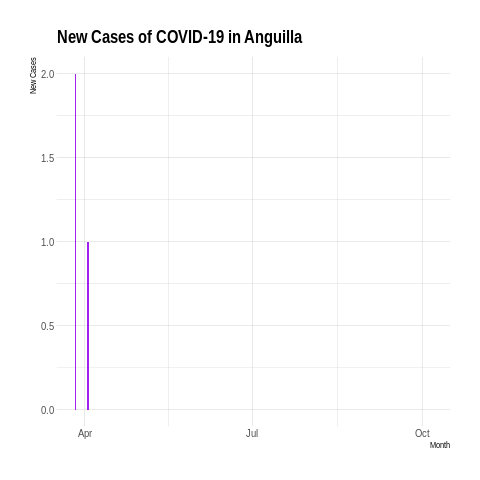 New Cases of COVID-19 in Anguilla
New Cases
2.0
1.5
1.0
0.5
0.0
Apr
Jul
Oct
Month